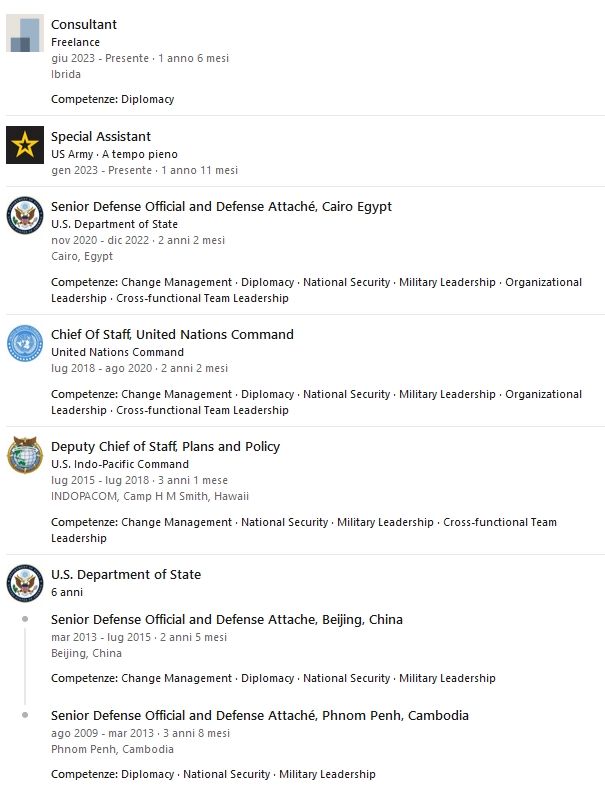 Consultant
Freelance
giu 2023 - Presente · 1 anno 6 mesi
Ibrida
Competenze: Diplomacy
Special Assistant
US Army · A tempo pieno
gen 2023 - Presente · 1 anno 11 mesi
Senior Defense Official and Defense Attaché, Cairo Egypt
U.S. Department of State
nov 2020 - dic 2022 · 2 anni 2 mesi
Cairo, Egypt
Competenze: Change Management · Diplomacy · National Security · Military Leadership · Organizational
Leadership · Cross-functional Team Leadership
Chief Of Staff, United Nations Command
United Nations Command
lug 2018 - ago 2020 · 2 anni 2 mesi
Competenze: Change Management · Diplomacy · National Security · Military Leadership · Organizational
Leadership · Cross-functional Team Leadership
Deputy Chief of Staff, Plans and Policy
U.S. Indo-Pacific Command
lug 2015 - lug 2018 · 3 anni 1 mese
INDOPACOM, Camp H M Smith, Hawaii
Competenze: Change Management · National Security · Military Leadership · Cross-functional Team
Leadership
U.S. Department of State
6 anni
Senior Defense Official and Defense Attache, Beijing, China
mar 2013 - lug 2015 · 2 anni 5 mesi
Beijing, China
Competenze: Change Management · Diplomacy · National Security · Military Leadership
Senior Defense Official and Defense Attaché, Phnom Penh, Cambodia
ago 2009 - mar 2013 · 3 anni 8 mesi
Phnom Penh, Cambodia
Competenze: Diplomacy · National Security · Military Leadership